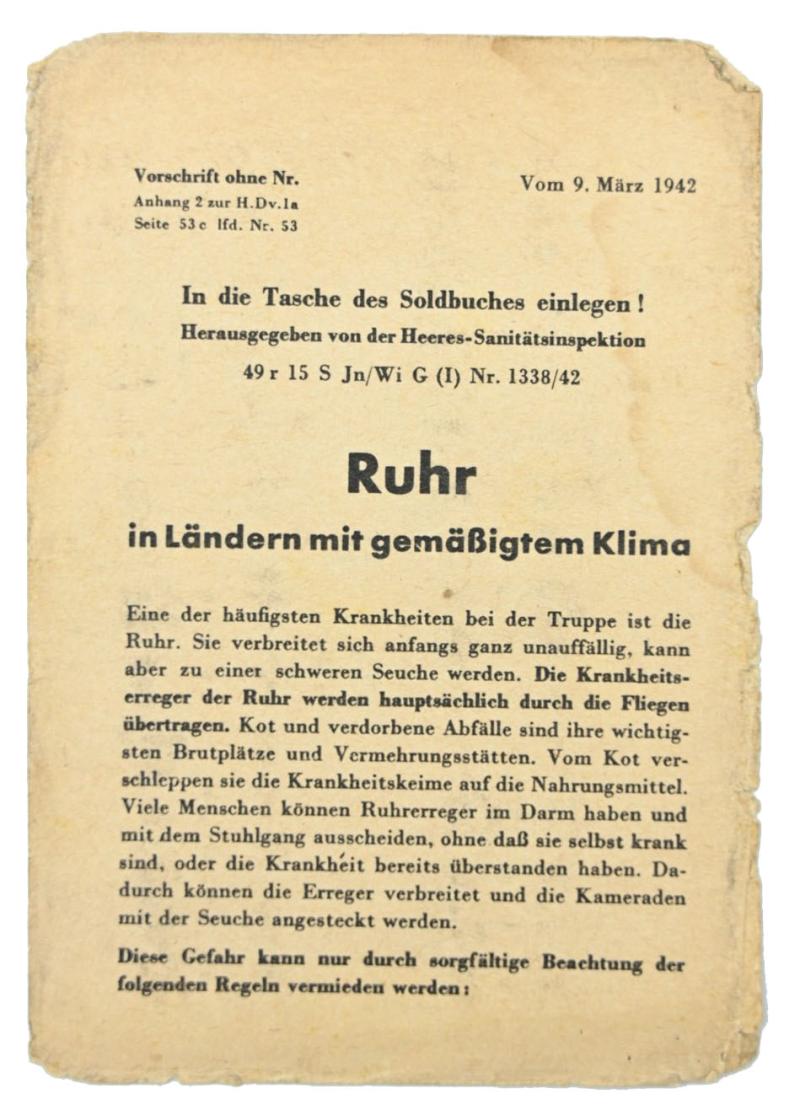 Vorschrift ohne Nr.
Anhang 2 zur H.Dv.1a
Seite 53c lfd. Nr. 53
Vom 9. März 1942
In die Tasche des Soldbuches einlegen!
Herausgegeben von der Heeres-Sanitätsinspektion
49 r 15 S Jn/Wi G (I) Nr. 1338/42
Ruhr
in Ländern mit gemäßigtem Klima
Eine der häufigsten Krankheiten bei der Truppe ist die
Ruhr. Sie verbreitet sich anfangs ganz unauffällig, kann
aber zu einer schweren Seuche werden. Die Krankheits-
erreger der Ruhr werden hauptsächlich durch die Fliegen
übertragen. Kot und verdorbene Abfälle sind ihre wichtig-
sten Brutplätze und Vermehrungsstätten. Vom Kot ver-
schleppen sie die Krankheitskeime auf die Nahrungsmittel.
Viele Menschen können Ruhrerreger im Darm haben und
mit dem Stuhlgang ausscheiden, ohne daß sie selbst krank
sind, oder die Krankheit bereits überstanden haben. Da-
durch können die Erreger verbreitet und die Kameraden
mit der Seuche angesteckt werden.
Diese Gefahr kann nur durch sorgfältige Beachtung der
folgenden Regeln vermieden werden: